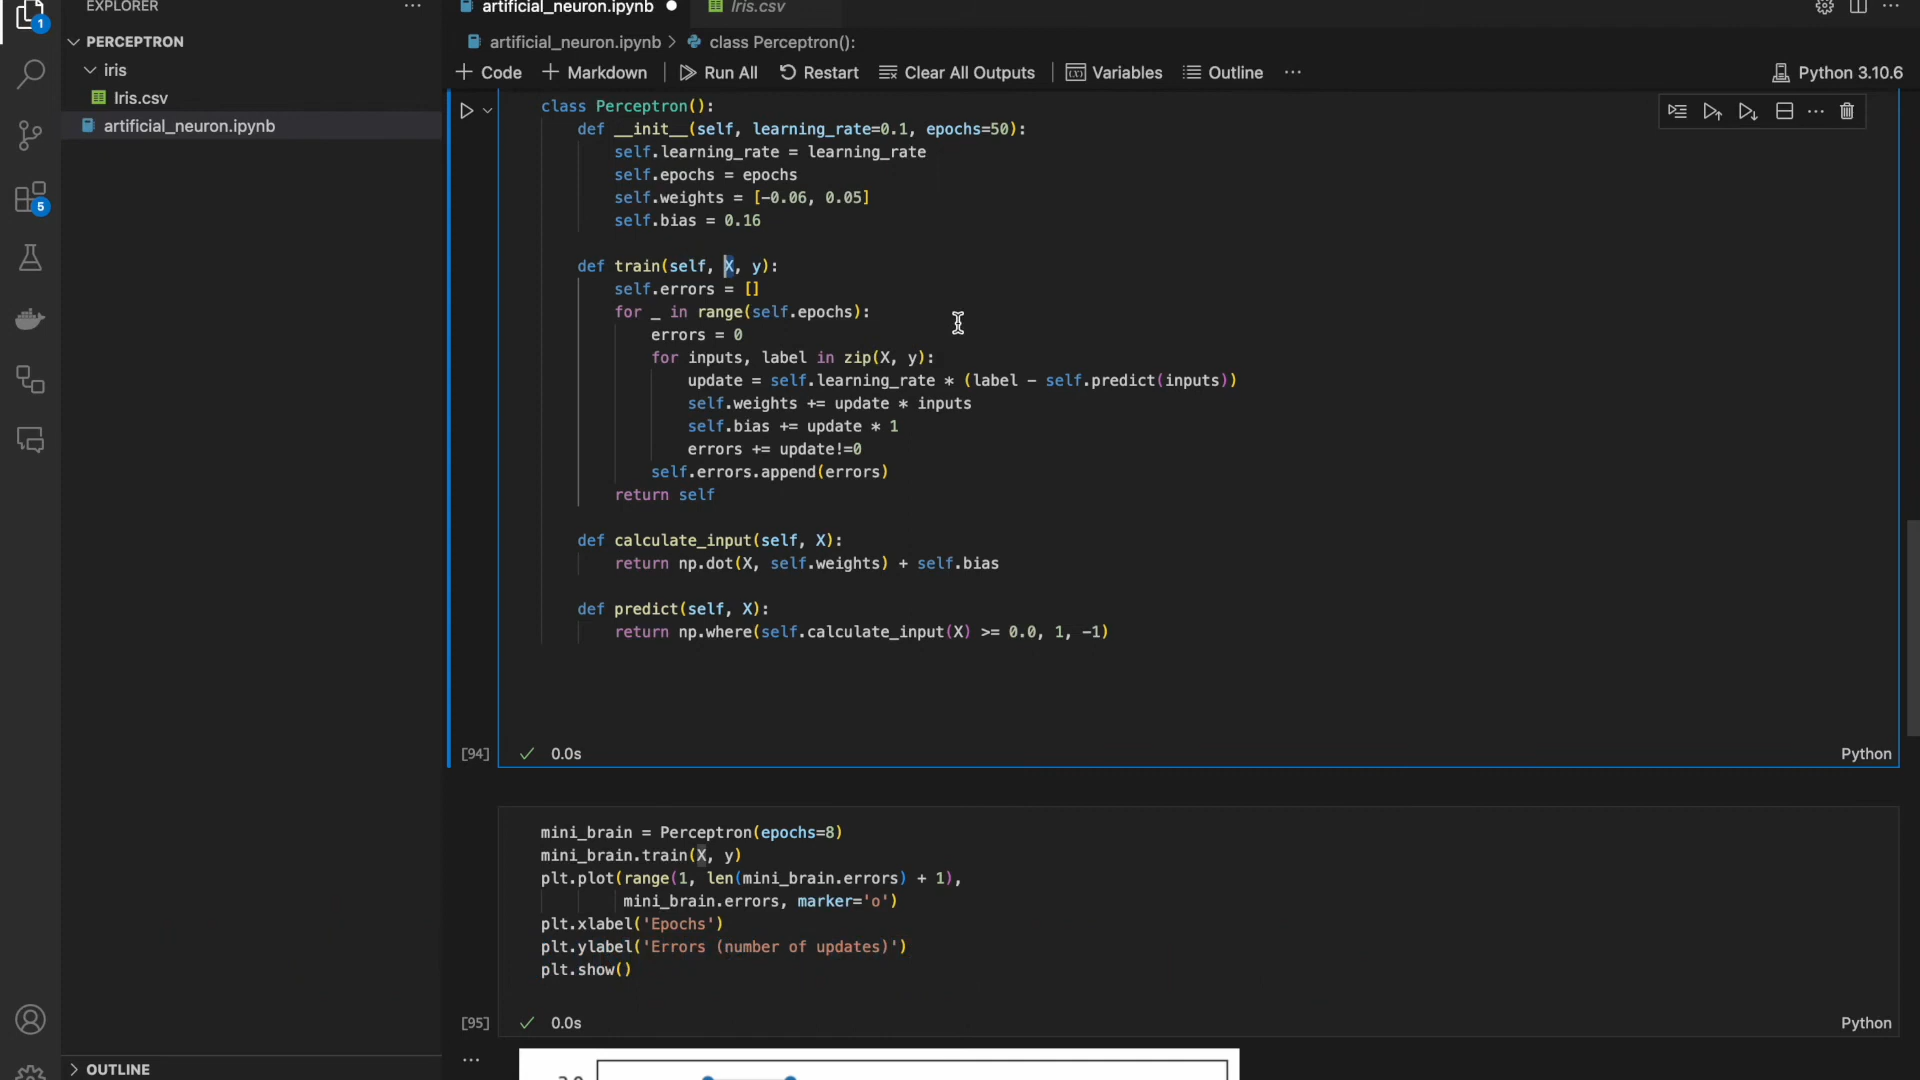 EXPLORER
artificial_neuron.ipynb
Iris.csv
1
PERCEPTRON
artificial_neuron.ipynb > class Perceptron():
iris
Code
Markdown
Run All
Restart
Clear All Outputs
Variables
Outline
Python 3.10.6
Iris.csv
artificial_neuron.ipynb
5
class Perceptron():
def __init__(self, learning_rate=0.1, epochs=50):
self.learning_rate = learning_rate
self.epochs = epochs
self.weights = [-0.06, 0.05]
self.bias = 0.16
def train(self, X, y):
self.errors = []
for _ in range(self.epochs):
errors = 0
for inputs, label in zip(X, y):
update = self.learning_rate * (label - self.predict(inputs))
self.weights += update * inputs
self.bias += update * 1
errors += update!=0
self.errors.append(errors)
return self
def calculate_input(self, X):
return np.dot(X, self.weights) + self.bias
def predict(self, X):
return np.where(self.calculate_input(X) >= 0.0, 1, -1)
[94]
0.0s
Python
mini_brain = Perceptron(epochs=8)
mini_brain.train(X, y)
plt.plot(range(1, len(mini_brain.errors) + 1),
mini_brain.errors, marker='o')
plt.xlabel('Epochs')
plt.ylabel('Errors (number of updates)')
plt.show()
[95]
0.0s
Python
OUTLINE